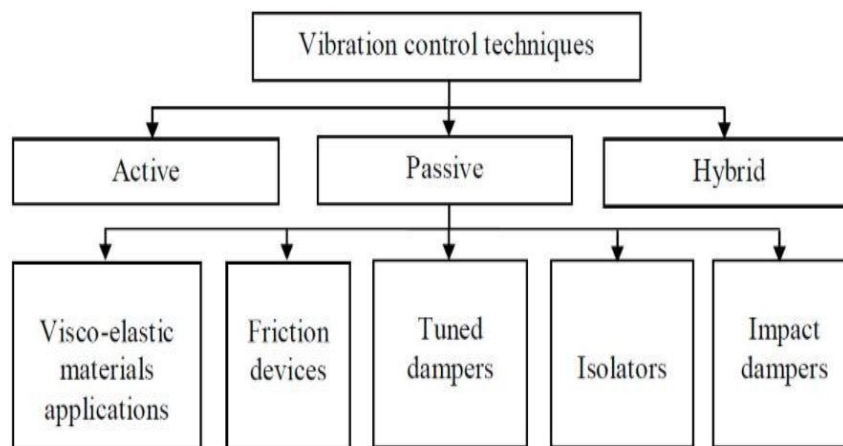 Vibration control techniques
Active
Passive
Hybrid
Visco-elastic
materials
applications
Friction
devices
Tuned
dampers
Isolators
Impact
dampers